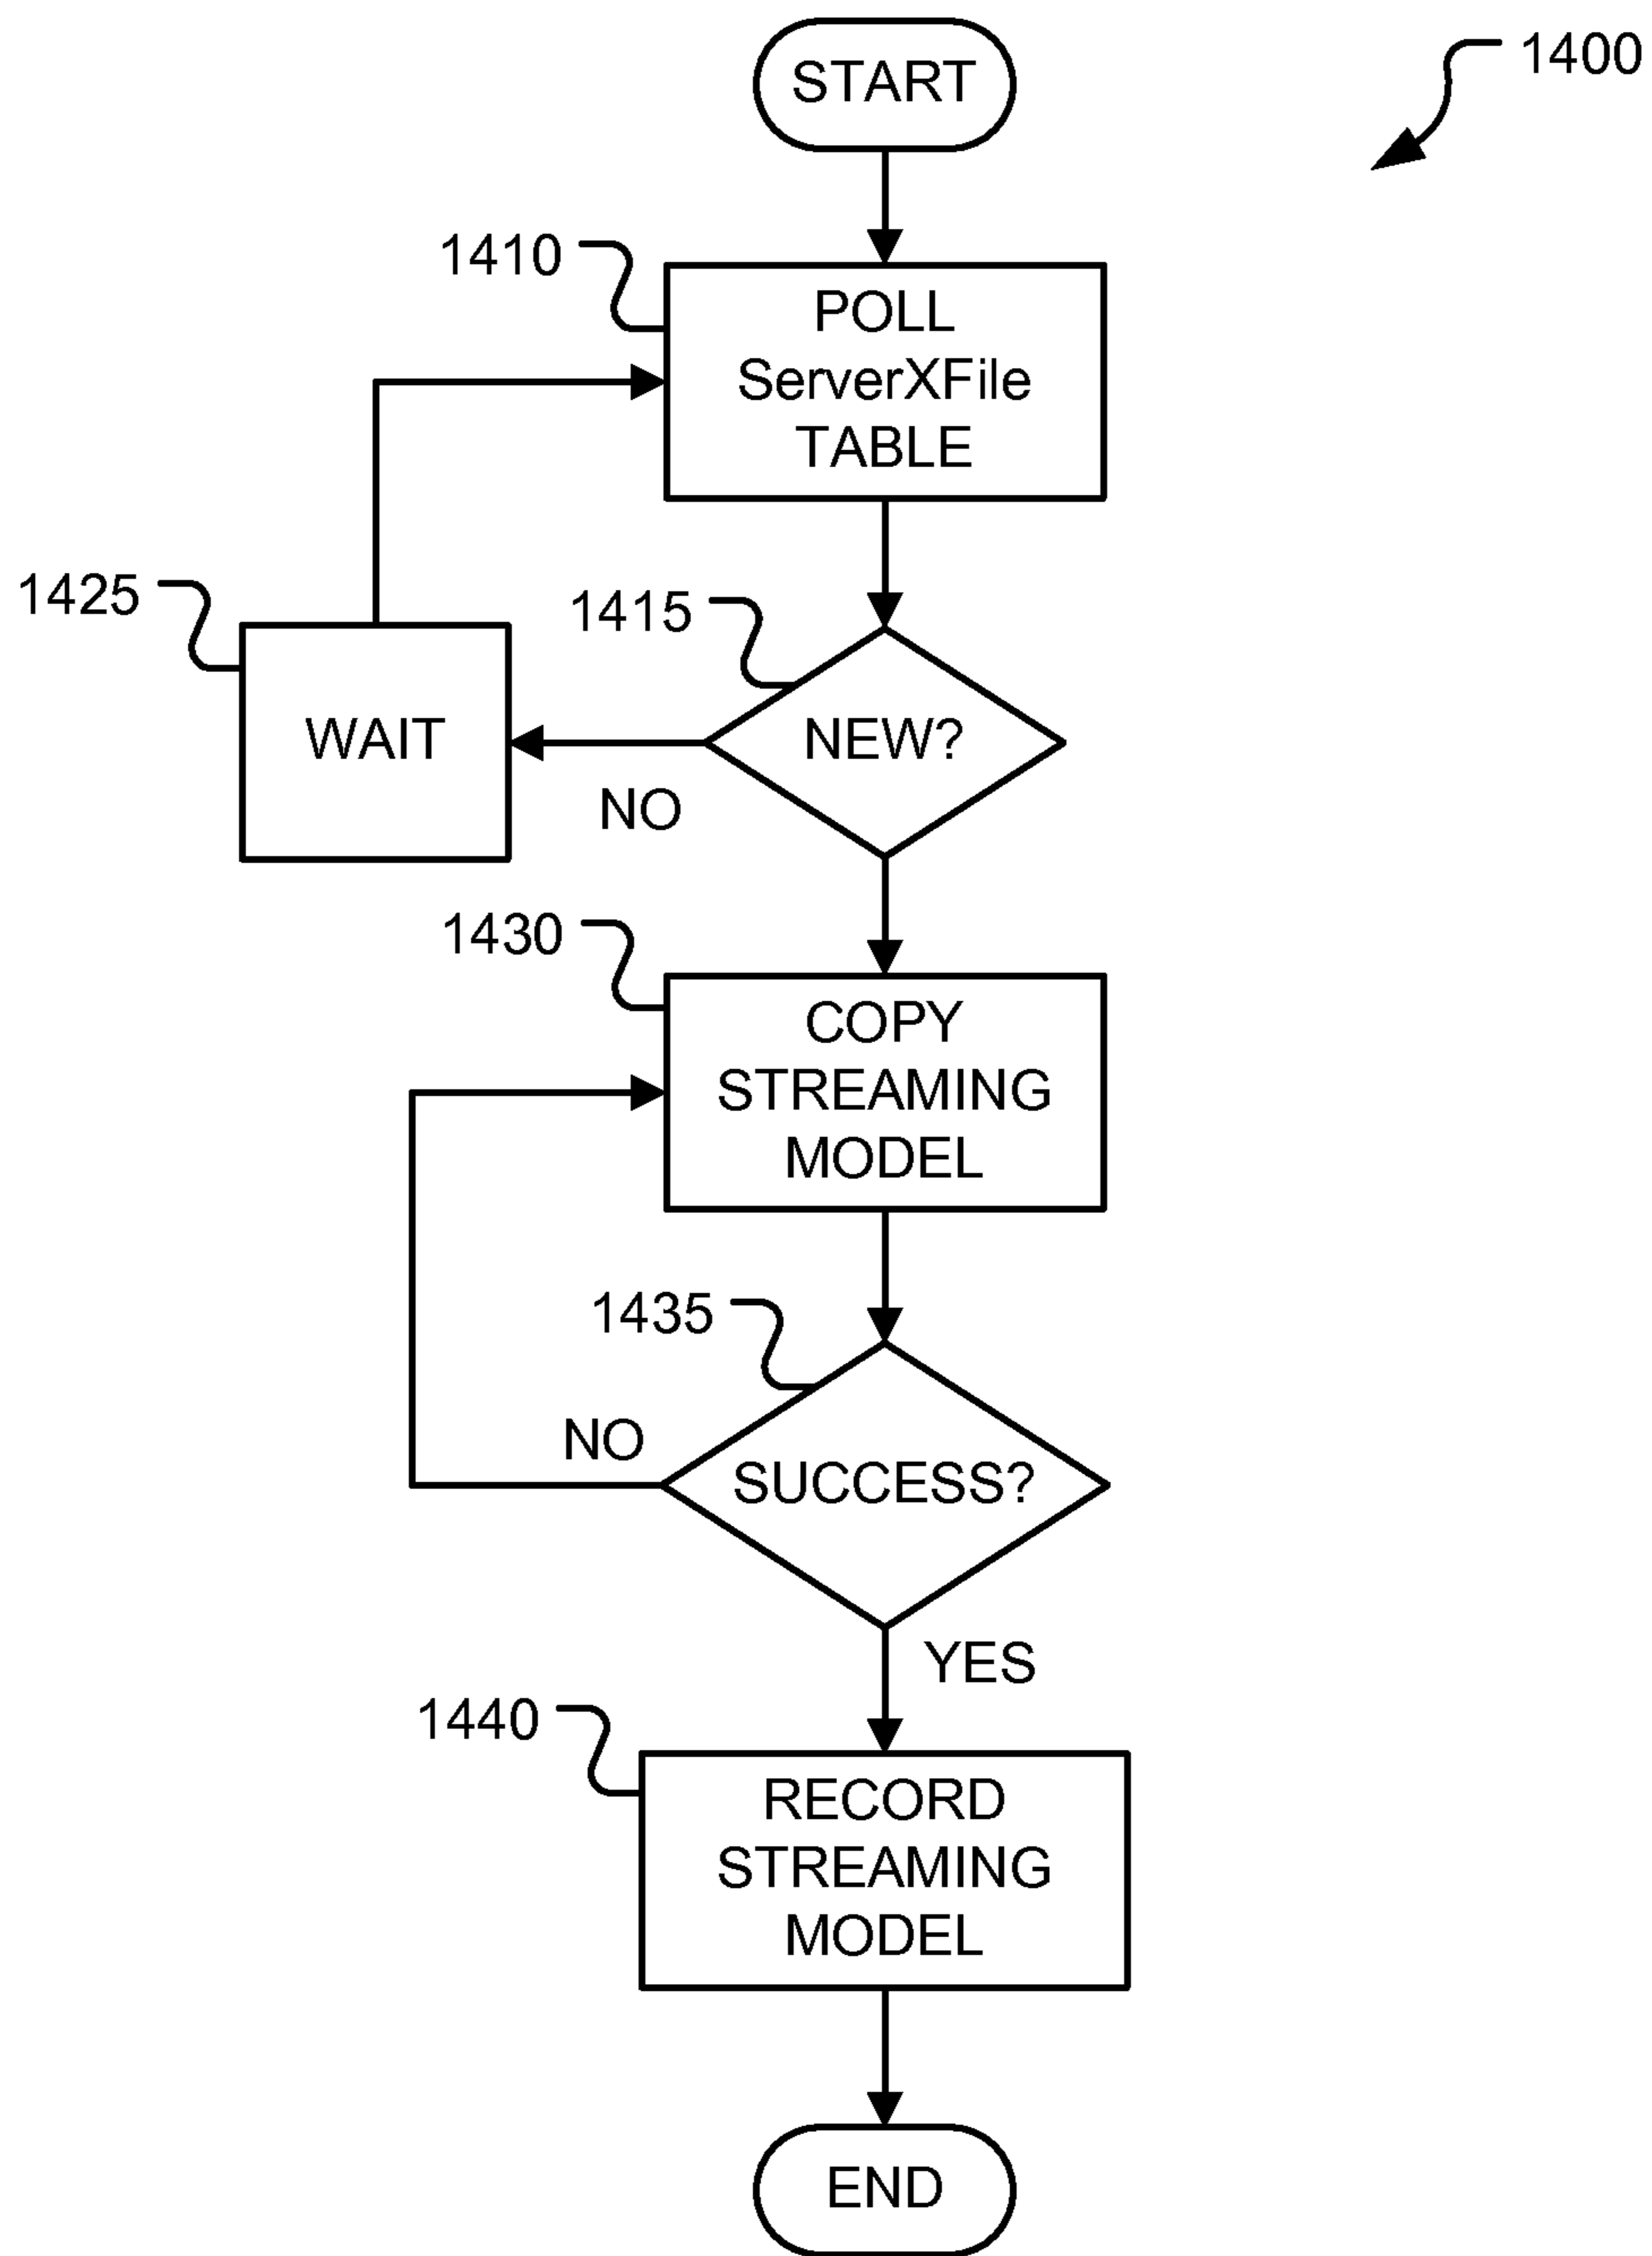 START
1400
1410
POLL
ServerXFile
TABLE
1425
1415
WAIT
NEW?
NO
1430
COPY
STREAMING
MODEL
1435
NO
SUCCESS?
YES
1440
RECORD
STREAMING
MODEL
END